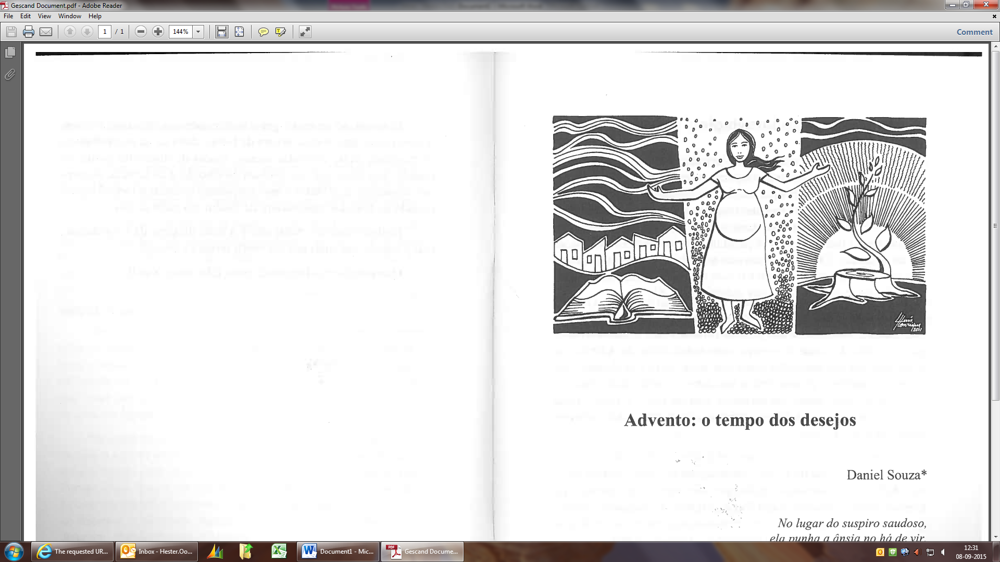 Gescand Document.pdf - Adobe Reader
File Edit View Window Help
1 / 1
144%
Comment
2011
Advento: o tempo dos desejos
Daniel Souza*
No lugar do suspiro saudoso,
ela punha a ânsia no há de vir.
The requested UR...
Inbox - Hester.Oo...
Document1 - Mic...
Gescand Docume...
12:31
08-09-2015